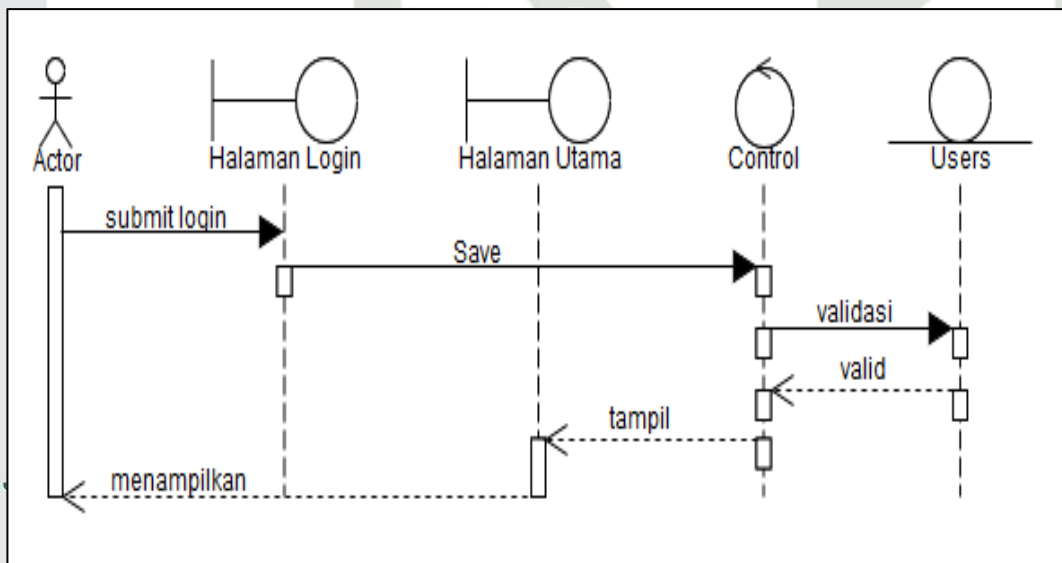 Actor
Halaman Login
Halaman Utama
Control
Users
submit login
Save
validasi
valid
tampil
menampilkan